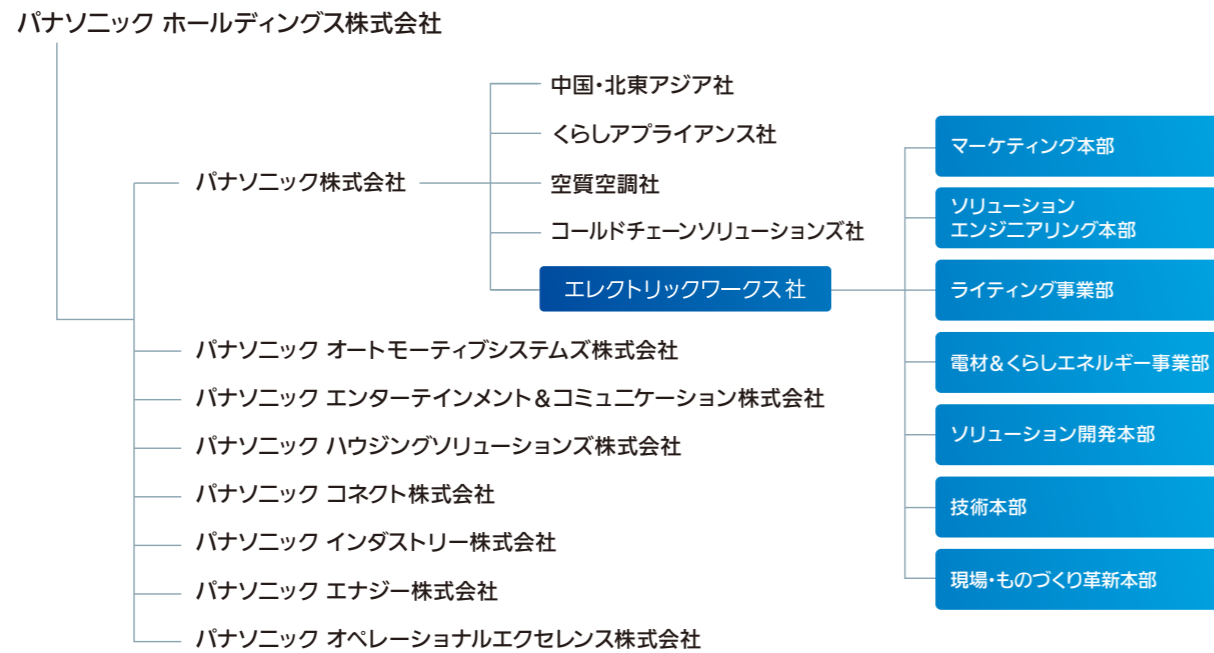 パナソニック ホールディングス株式会社
パナソニック株式会社
中国・北東アジア社
くらしアプライアンス社
空質空調社
コールドチェーンソリューションズ社
エレクトリックワークス社
マーケティング本部
ソリューション
エンジニアリング本部
ライティング事業部
電材&くらしエネルギー事業部
ソリューション開発本部
技術本部
現場・ものづくり革新本部
パナソニック オートモーティブシステムズ株式会社
パナソニック エンターテインメント&コミュニケーション株式会社
パナソニック ハウジングソリューションズ株式会社
パナソニック コネクト株式会社
パナソニック インダストリー株式会社
パナソニック エナジー株式会社
パナソニック オペレーショナルエクセレンス株式会社